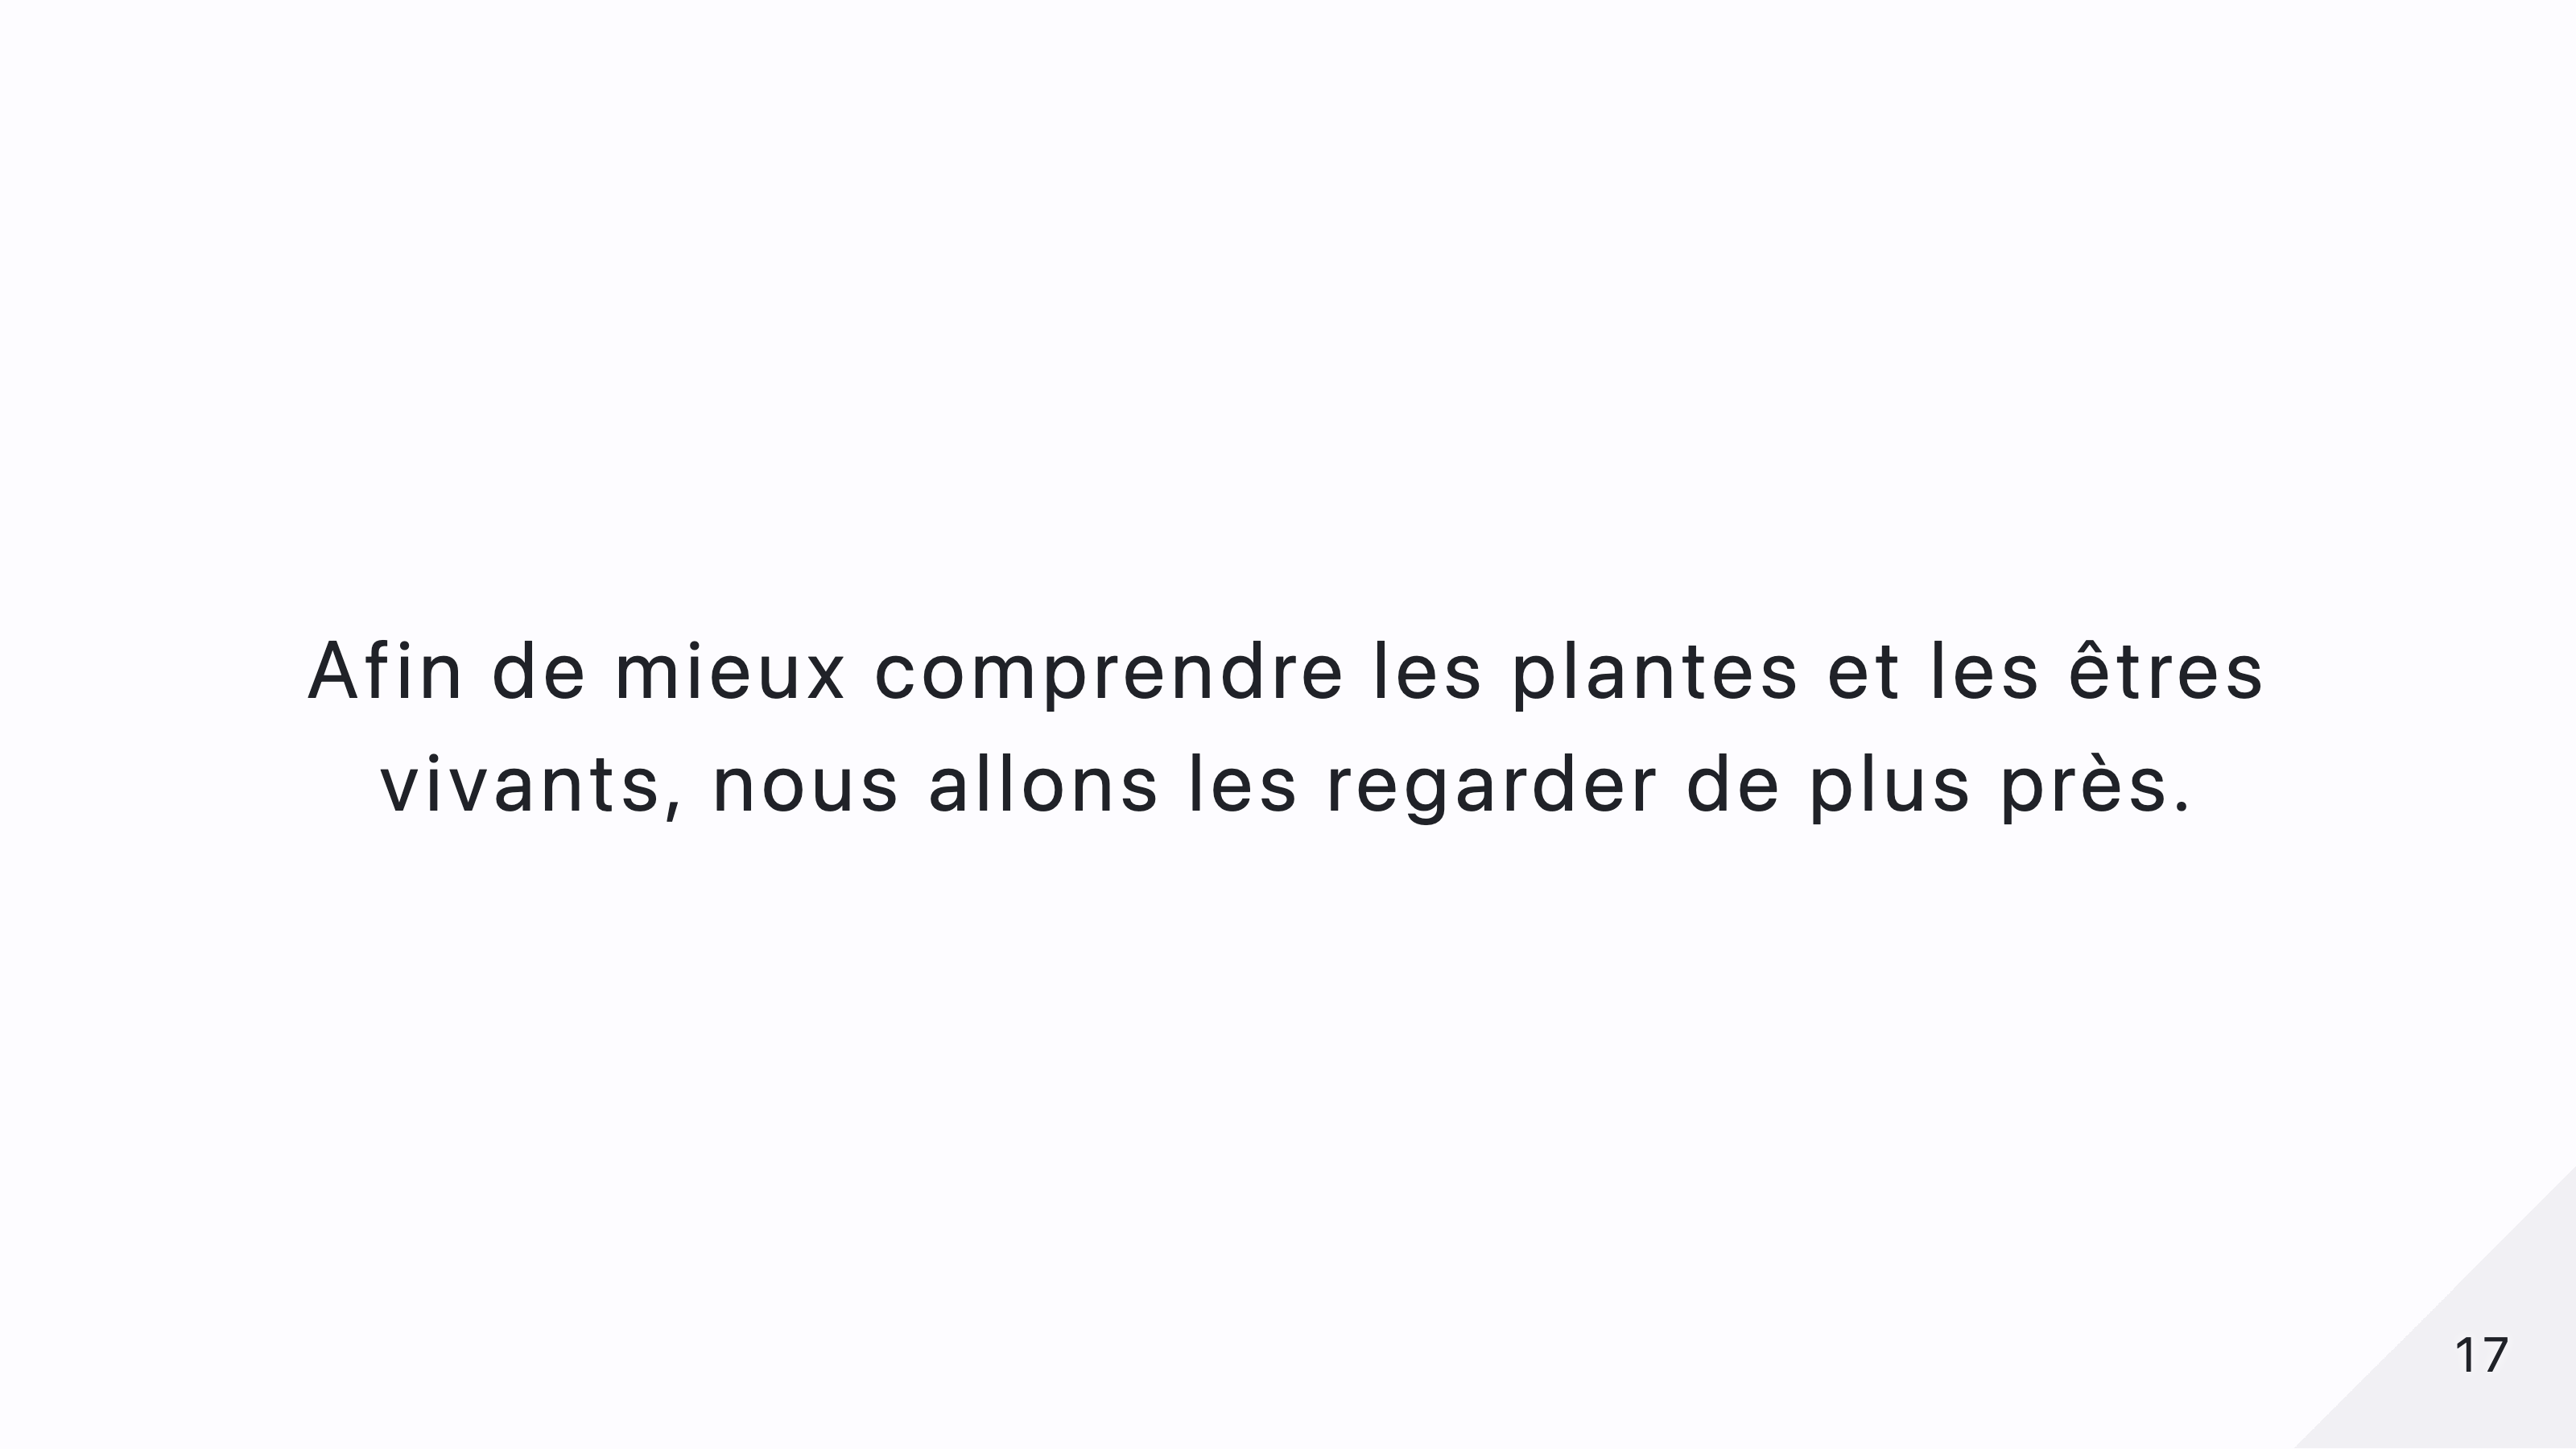 Afin de mieux comprendre les plantes et les êtres
vivants, nous allons les regarder de plus près.
17